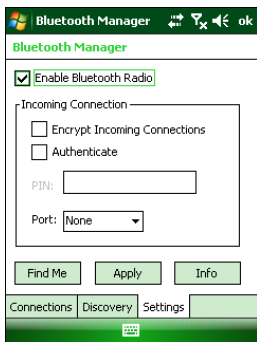 Bluetooth Manager ok
Bluetooth Manager
Enable Bluetooth Radio
Incoming Connection
Encrypt Incoming Connections
Authenticate
PIN:
Port: None
Find Me Apply Info
Connections Discovery Settings